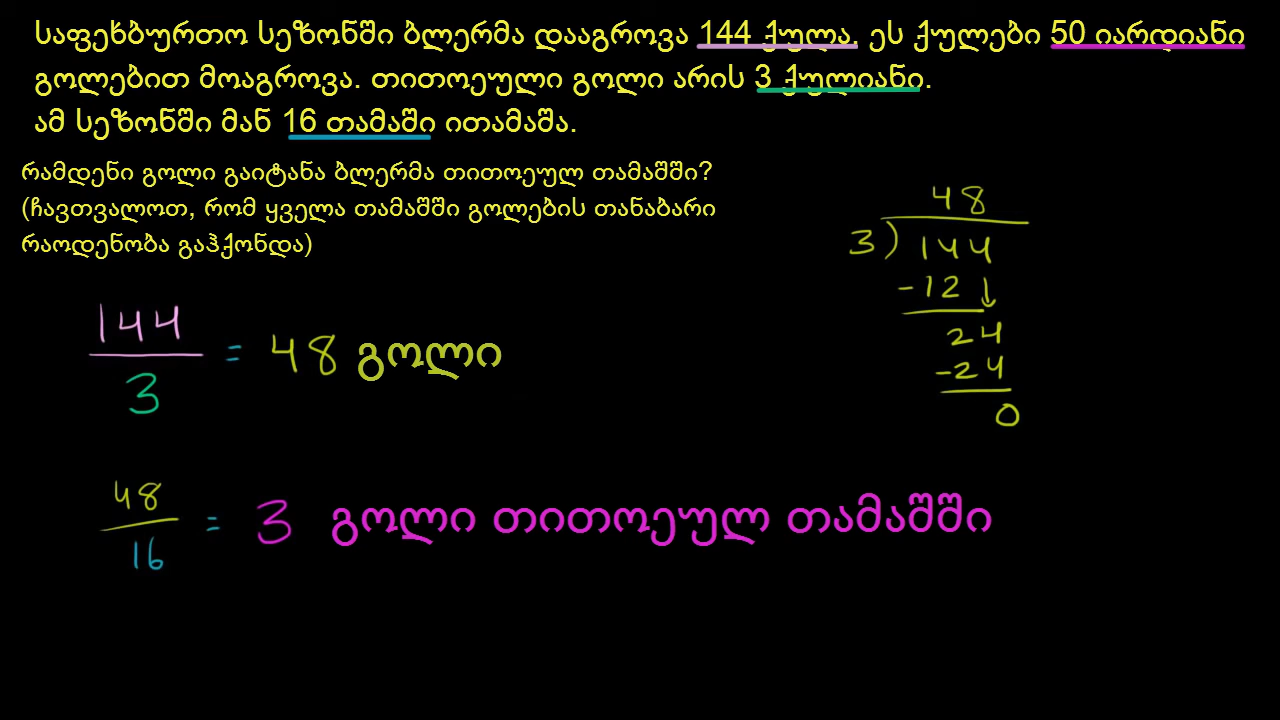 საფეხბურთო სეზონში ბლერმა დააგროვა 144 ქულა. ეს ქულები 50 იარდიანი
გოლებით მოაგროვა. თითოეული გოლი არის 3 ქულიანი.
ამ სეზონში მან 16 თამაში ითამაშა.
რამდენი გოლი გაიტანა ბლერმა თითოეულ თამაშში?
(ჩავთვალოთ, რომ ყველა თამაშში გოლების თანაბარი
რაოდენობა გაჰქონდა)
48
3 ) 144
-12 ↓
24
-24
0
144
3
= 48 გოლი
48
16
= 3 გოლი თითოეულ თამაშში